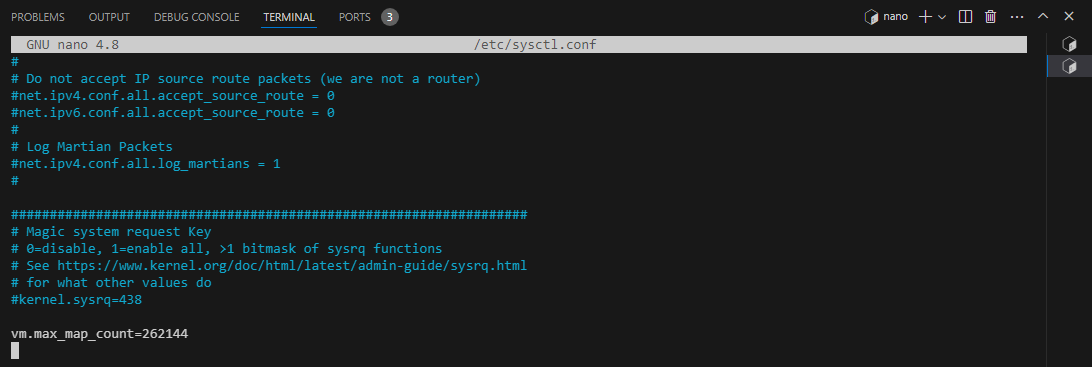 PROBLEMS OUTPUT DEBUG CONSOLE TERMINAL PORTS 3 nano
GNU nano 4.8 /etc/sysctl.conf
#
# Do not accept IP source route packets (we are not a router)
#net.ipv4.conf.all.accept_source_route = 0
#net.ipv6.conf.all.accept_source_route = 0
#
# Log Martian Packets
#net.ipv4.conf.all.log_martians = 1
#
###################################################################
# Magic system request Key
# 0=disable, 1=enable all, >1 bitmask of sysrq functions
# See https://www.kernel.org/doc/html/latest/admin-guide/sysrq.html
# for what other values do
#kernel.sysrq=438
vm.max_map_count=262144